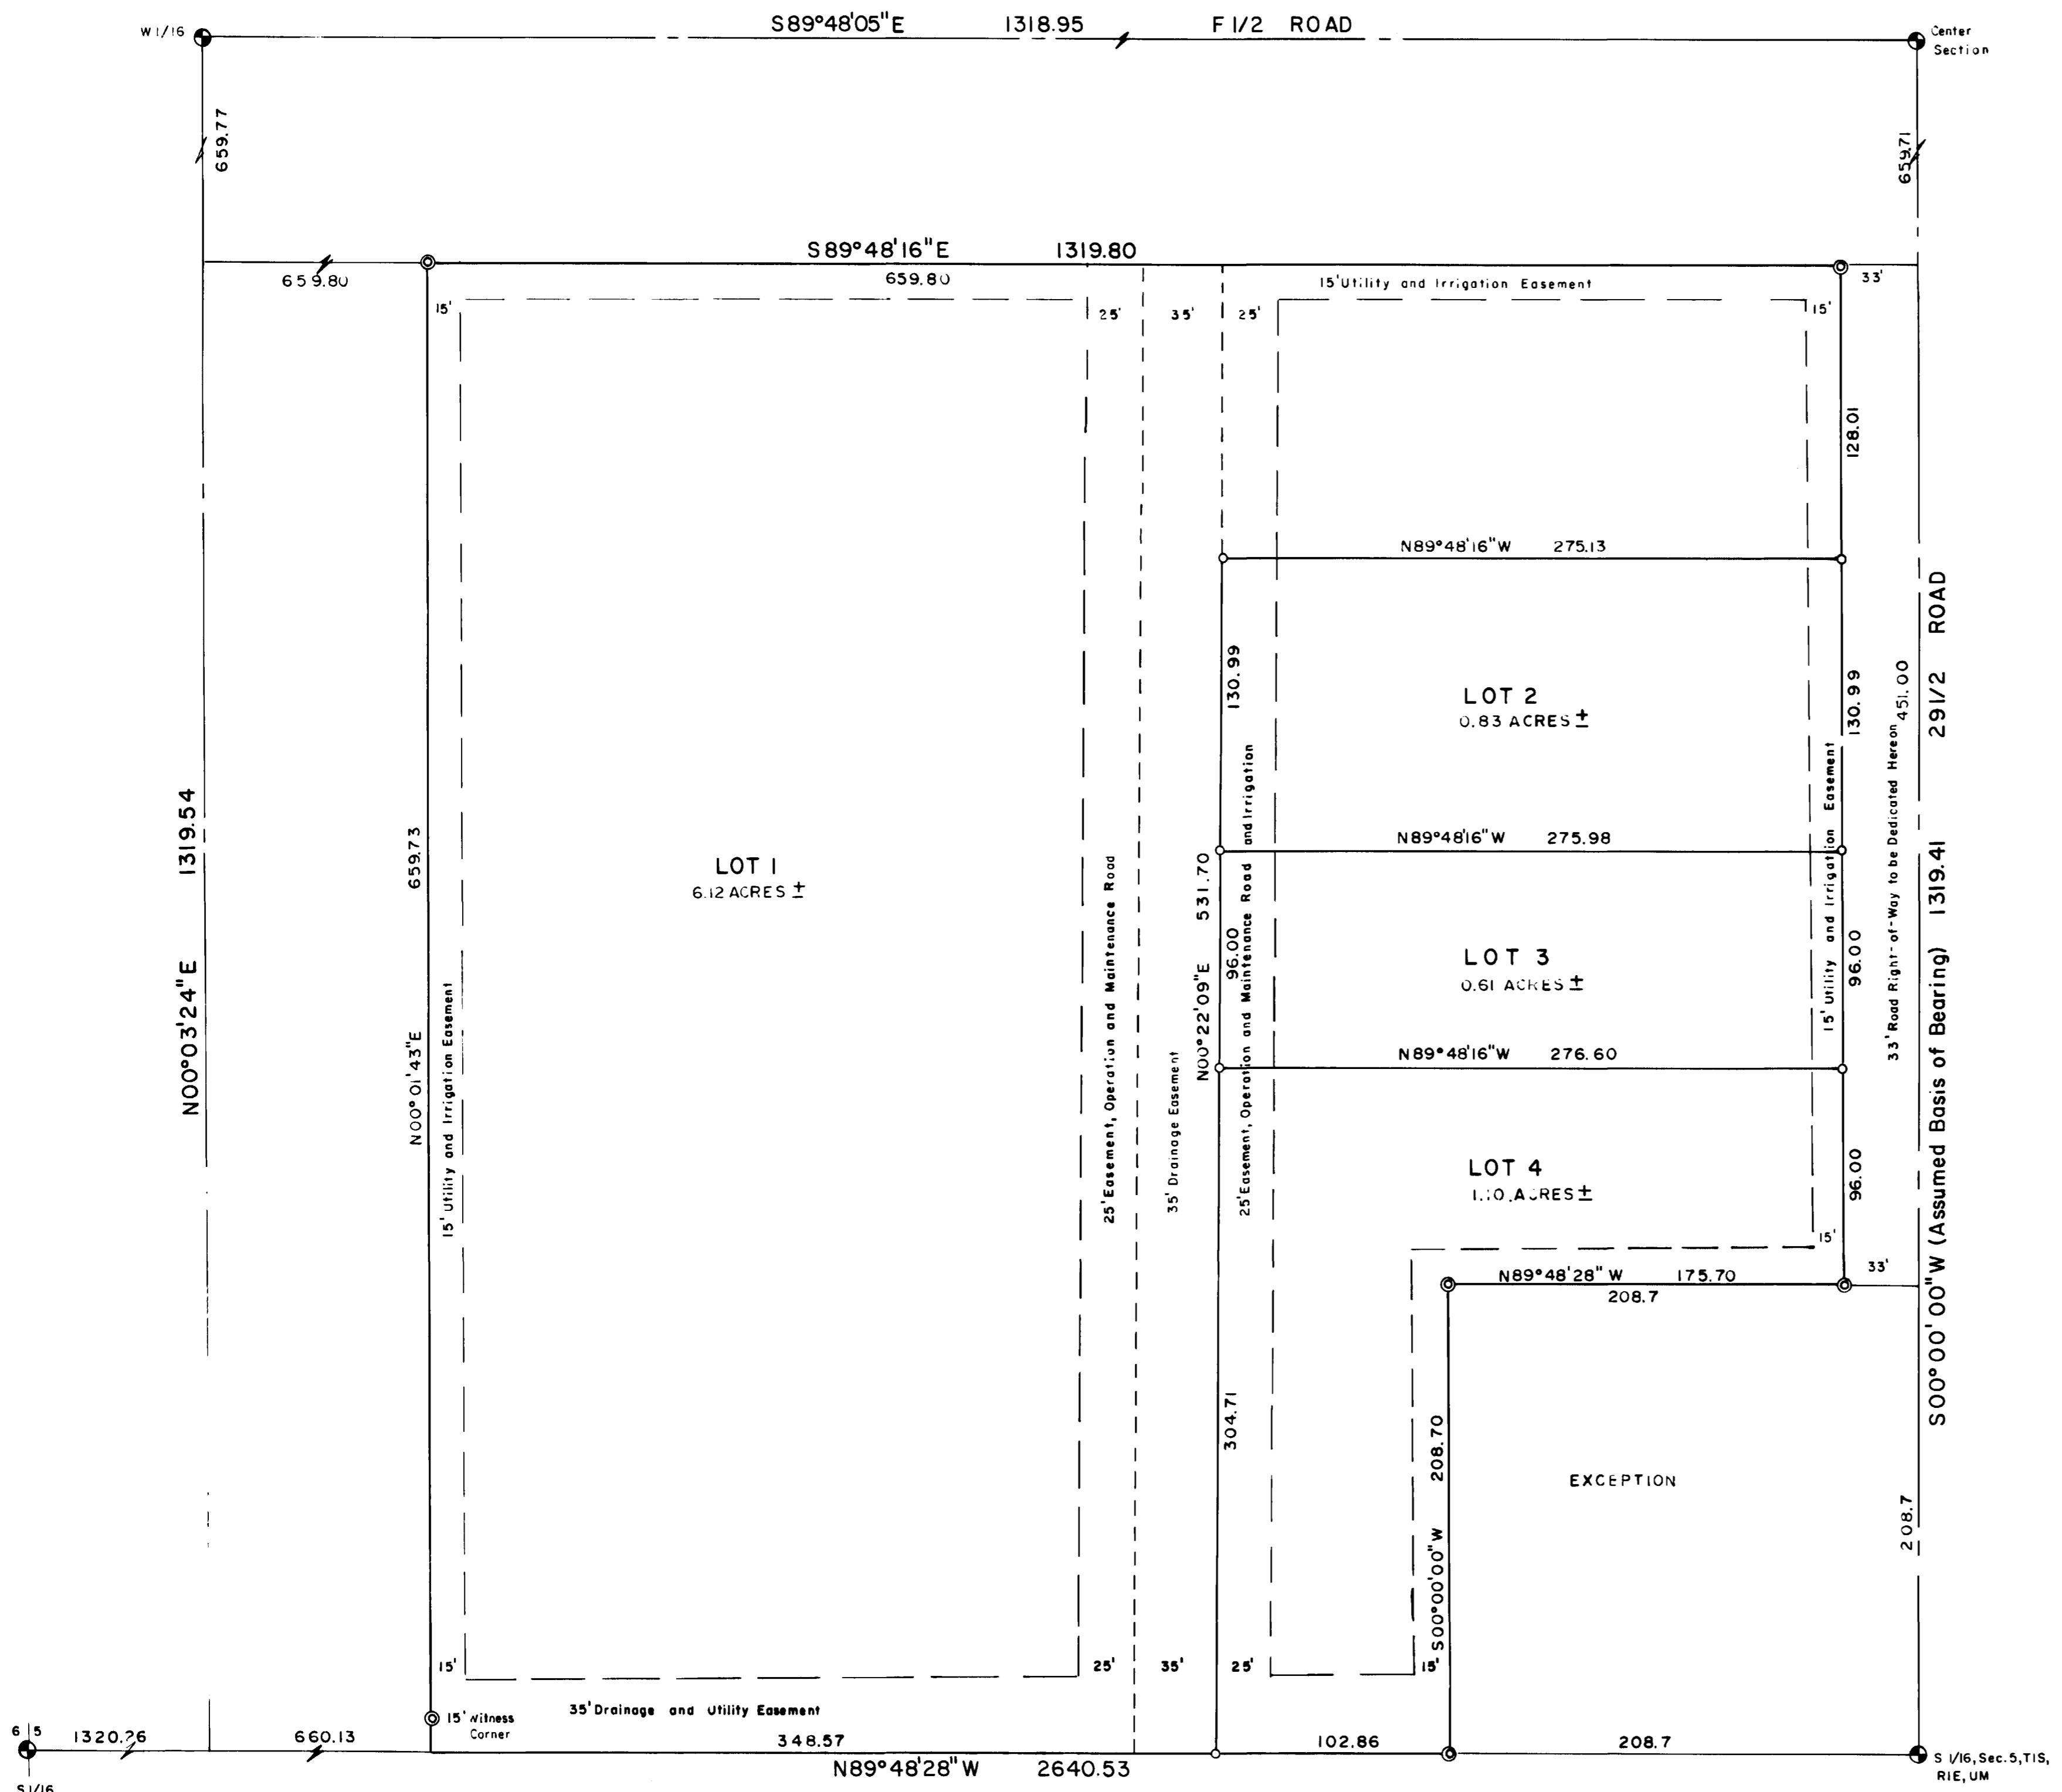 S89°48'05"E 1318.95 F 1/2 ROAD
W 1/16
Center
Section
659.77
659.71
S89°48'16"E 1319.80
659.80
659.80
33'
15' Utility and Irrigation Easement
15'
25'
35'
25'
15'
128.01
N89°48'16"W 275.13
29 1/2 ROAD
130.99
LOT 2
0.83 ACRES ±
130.99
33' Road Right-of-Way to be Dedicated Hereon 451.00
15' Utility and Irrigation Easement
N00°03'24"E 1319.54
N00°01'43"E 659.73
15' Utility and Irrigation Easement
LOT 1
6.12 ACRES ±
25' Easement, Operation and Maintenance Road
35' Drainage Easement
N00°22'09"E 531.70
25' Easement, Operation and Maintenance Road and Irrigation
N89°48'16"W 275.98
96.00
LOT 3
0.61 ACRES ±
96.00
S00°00'00"W (Assumed Basis of Bearing) 1319.41
N89°48'16"W 276.60
LOT 4
1.10 ACRES ±
96.00
15'
N89°48'28"W 175.70
33'
208.7
304.71
S00°00'00"W 208.70
EXCEPTION
208.7
15'
25'
35'
25'
15'
35' Drainage and Utility Easement
15' Witness
Corner
6 5
1320.26
660.13
348.57
102.86
208.7
N89°48'28"W 2640.53
S 1/16, Sec. 5, T1S,
R1E, UM
S 1/16